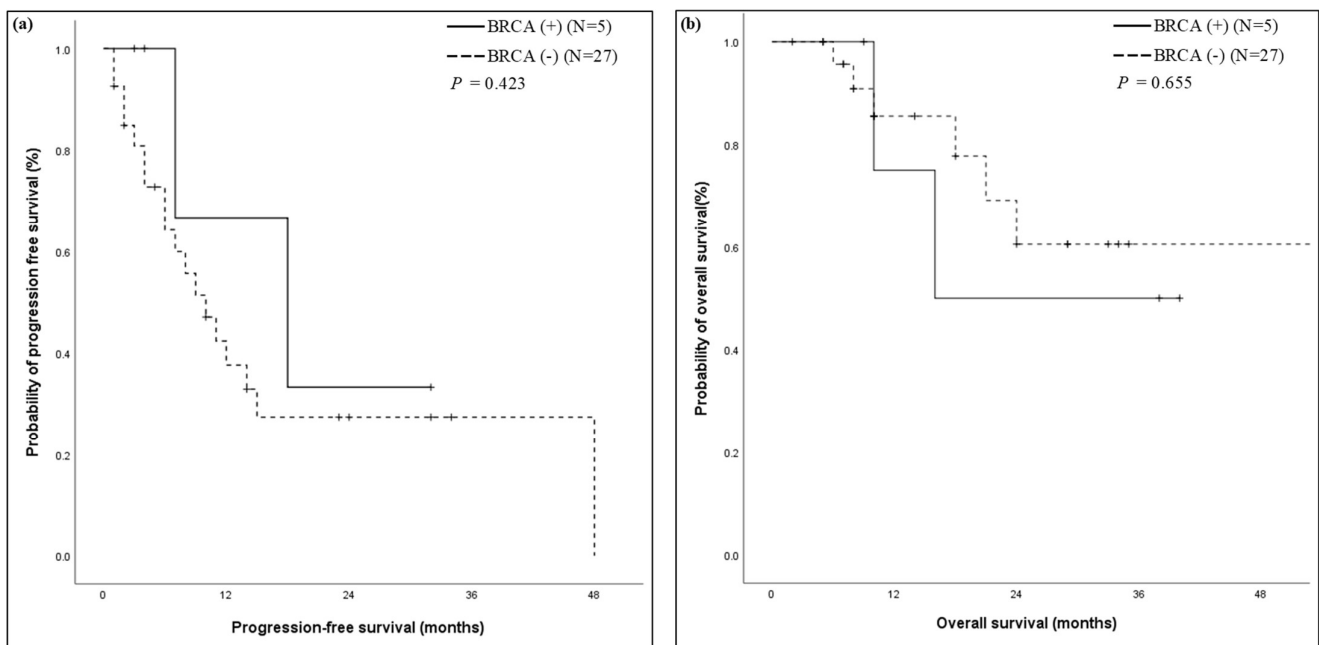 (a)
BRCA (+) (N=5)
BRCA (-) (N=27)
P = 0.423
1.0
0.8
0.6
0.4
0.2
0.0
Probability of progression free survival (%)
0 12 24 36 48
Progression-free survival (months)
(b)
BRCA (+) (N=5)
BRCA (-) (N=27)
P = 0.655
1.0
0.8
0.6
0.4
0.2
0.0
Probability of overall survival(%)
0 12 24 36 48
Overall survival (months)